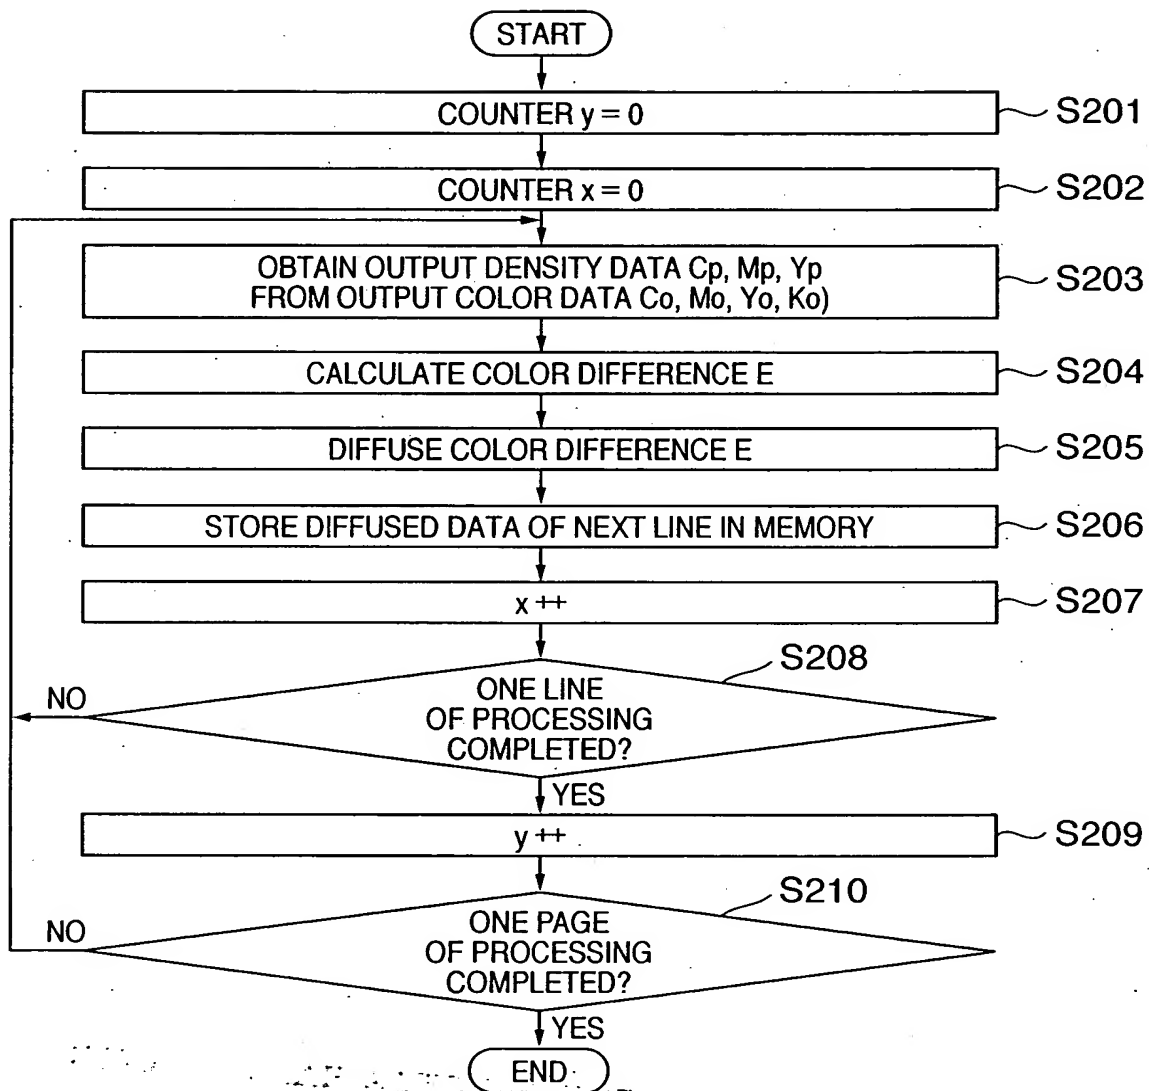 START
COUNTER y = 0
S201
COUNTER x = 0
S202
OBTAIN OUTPUT DENSITY DATA Cp, Mp, Yp
FROM OUTPUT COLOR DATA Co, Mo, Yo, Ko)
S203
CALCULATE COLOR DIFFERENCE E
S204
DIFFUSE COLOR DIFFERENCE E
S205
STORE DIFFUSED DATA OF NEXT LINE IN MEMORY
S206
x ++
S207
S208
NO
ONE LINE
OF PROCESSING
COMPLETED?
YES
y ++
S209
S210
NO
ONE PAGE
OF PROCESSING
COMPLETED?
YES
END